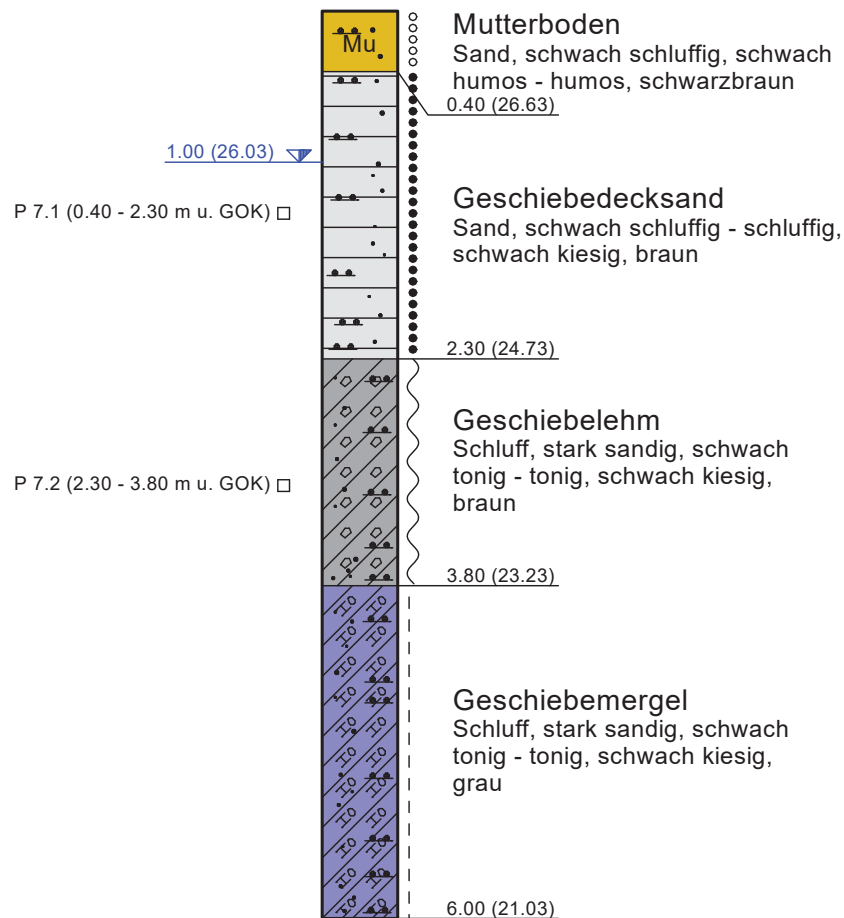 Mu
Mutterboden
Sand, schwach schluffig, schwach
humos - humos, schwarzbraun
0.40 (26.63)
1.00 (26.03)
P 7.1 (0.40 - 2.30 m u. GOK)
Geschiebedecksand
Sand, schwach schluffig - schluffig,
schwach kiesig, braun
2.30 (24.73)
Geschiebelehm
Schluff, stark sandig, schwach
tonig - tonig, schwach kiesig,
braun
P 7.2 (2.30 - 3.80 m u. GOK)
3.80 (23.23)
Geschiebemergel
Schluff, stark sandig, schwach
tonig - tonig, schwach kiesig,
grau
6.00 (21.03)